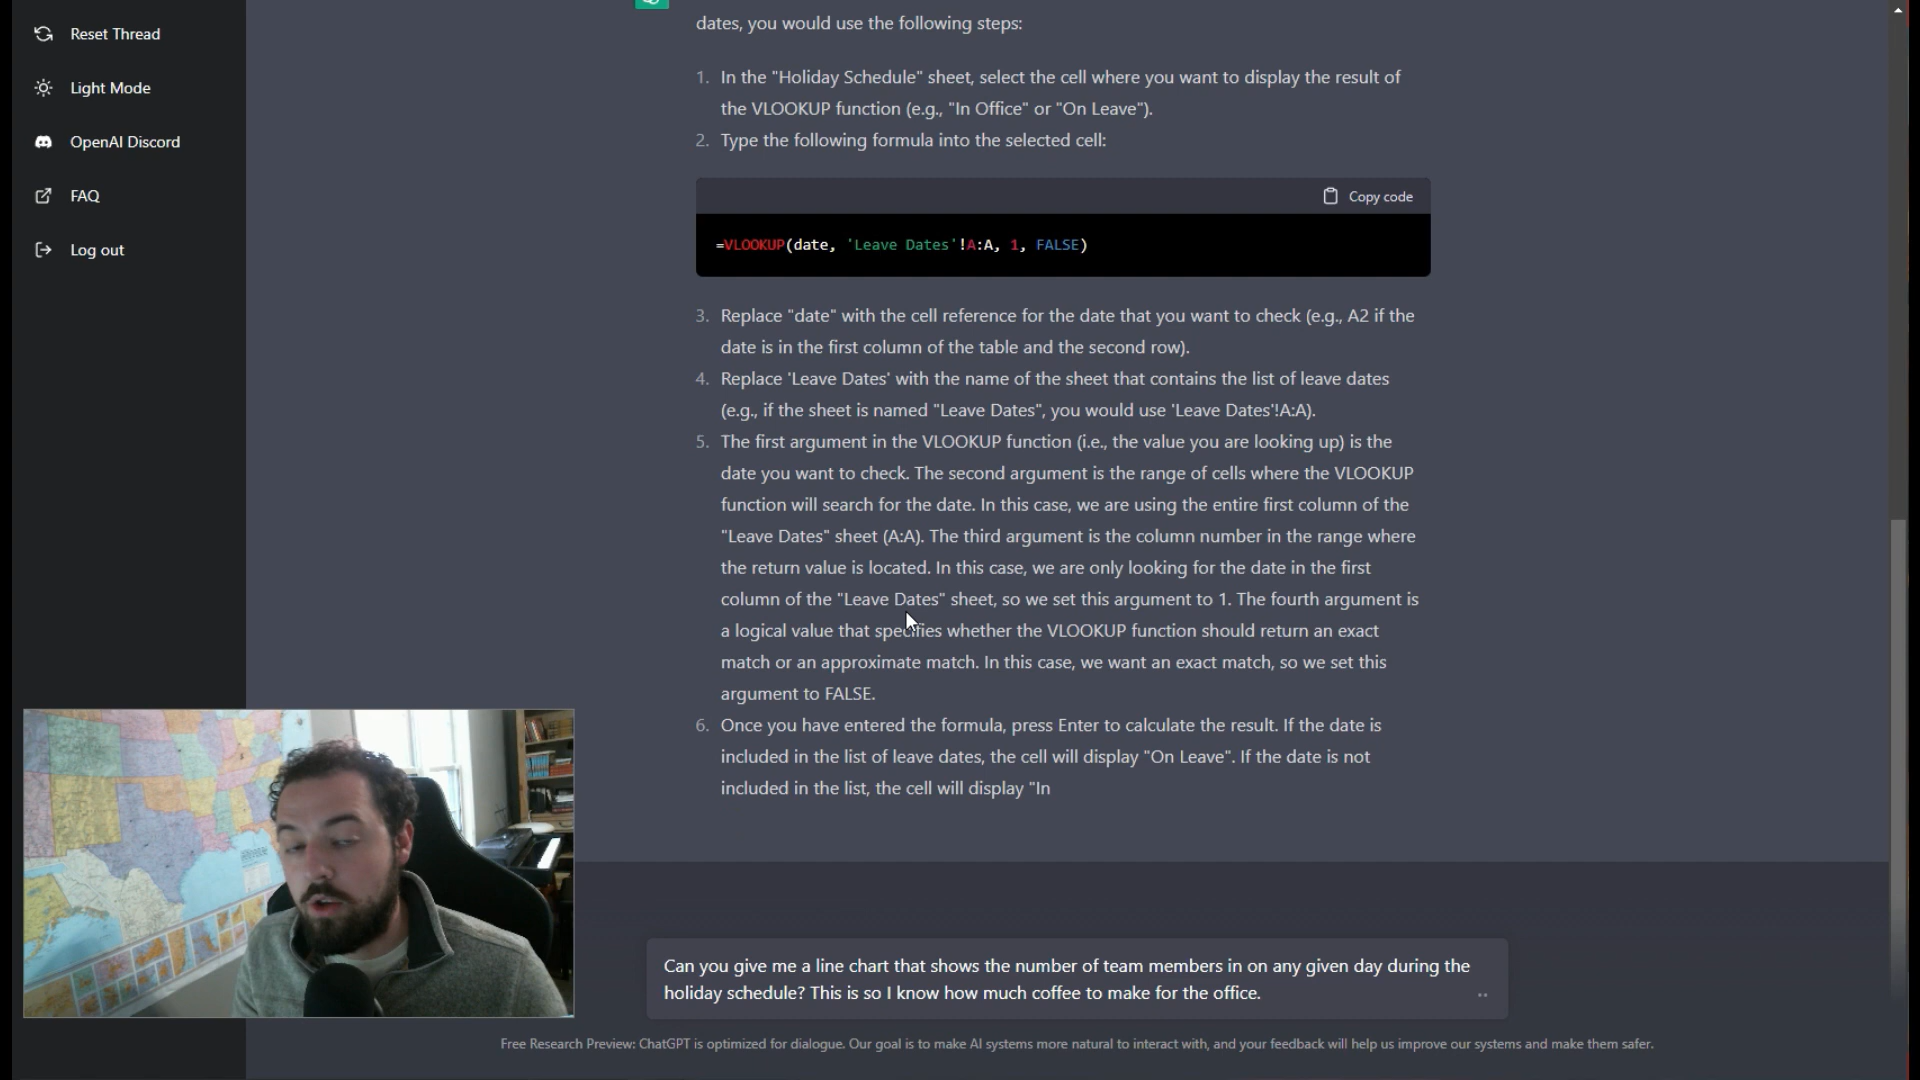 Reset Thread
Light Mode
OpenAI Discord
FAQ
Log out
dates, you would use the following steps:
1. In the "Holiday Schedule" sheet, select the cell where you want to display the result of
the VLOOKUP function (e.g., "In Office" or "On Leave").
2. Type the following formula into the selected cell:
Copy code
=VLOOKUP(date, 'Leave Dates'!A:A, 1, FALSE)
3. Replace "date" with the cell reference for the date that you want to check (e.g., A2 if the
date is in the first column of the table and the second row).
4. Replace 'Leave Dates' with the name of the sheet that contains the list of leave dates
(e.g., if the sheet is named "Leave Dates", you would use 'Leave Dates'!A:A).
5. The first argument in the VLOOKUP function (i.e., the value you are looking up) is the
date you want to check. The second argument is the range of cells where the VLOOKUP
function will search for the date. In this case, we are using the entire first column of the
"Leave Dates" sheet (A:A). The third argument is the column number in the range where
the return value is located. In this case, we are only looking for the date in the first
column of the "Leave Dates" sheet, so we set this argument to 1. The fourth argument is
a logical value that specifies whether the VLOOKUP function should return an exact
match or an approximate match. In this case, we want an exact match, so we set this
argument to FALSE.
6. Once you have entered the formula, press Enter to calculate the result. If the date is
included in the list of leave dates, the cell will display "On Leave". If the date is not
included in the list, the cell will display "In
Can you give me a line chart that shows the number of team members in on any given day during the
holiday schedule? This is so I know how much coffee to make for the office.
Free Research Preview: ChatGPT is optimized for dialogue. Our goal is to make AI systems more natural to interact with, and your feedback will help us improve our systems and make them safer.